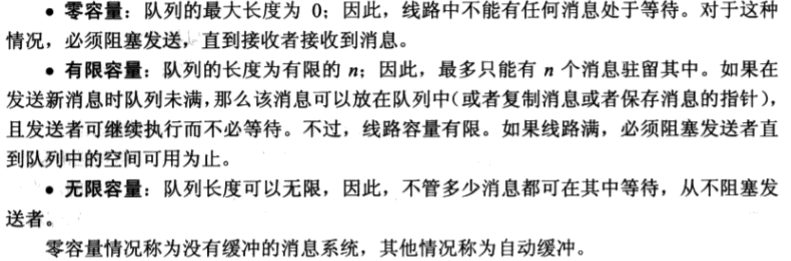 • 零容量：队列的最大长度为 0；因此，线路中不能有任何消息处于等待。对于这种
情况，必须阻塞发送，直到接收者接收到消息。
• 有限容量：队列的长度为有限的 n；因此，最多只能有 n 个消息驻留其中。如果在
发送新消息时队列未满，那么该消息可以放在队列中（或者复制消息或者保存消息的指针），
且发送者可继续执行而不必等待。不过，线路容量有限。如果线路满，必须阻塞发送者直
到队列中的空间可用为止。
• 无限容量：队列长度可以无限，因此，不管多少消息都可在其中等待，从不阻塞发
送者。
零容量情况称为没有缓冲的消息系统，其他情况称为自动缓冲。